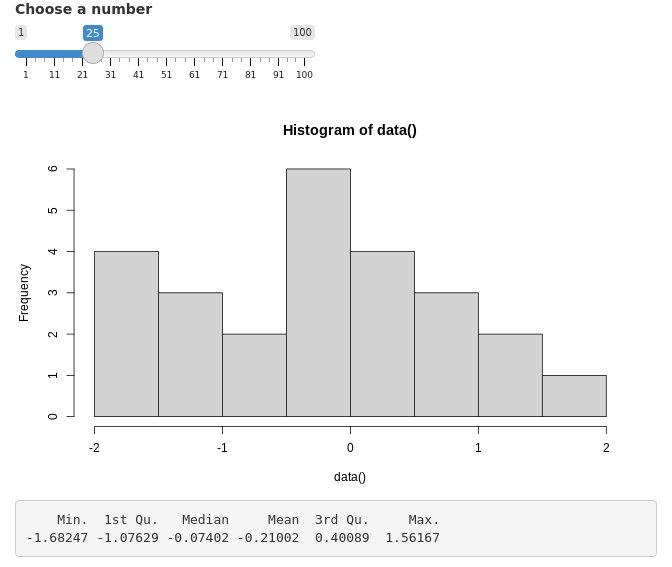 Choose a number
1 25 100
1 11 21 31 41 51 61 71 81 91 100
Histogram of data()
Frequency
6
5
4
3
2
1
0
-2 -1 0 1 2
data()
Min. 1st Qu. Median Mean 3rd Qu. Max.
-1.68247 -1.07629 -0.07402 -0.21002 0.40089 1.56167